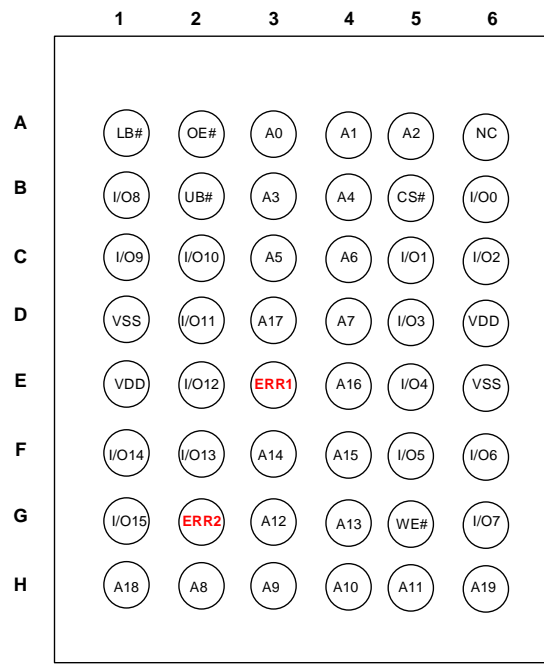 1 2 3 4 5 6
A LB# OE# A0 A1 A2 NC
B I/O8 UB# A3 A4 CS# I/O0
C I/O9 I/O10 A5 A6 I/O1 I/O2
D VSS I/O11 A17 A7 I/O3 VDD
E VDD I/O12 ERR1 A16 I/O4 VSS
F I/O14 I/O13 A14 A15 I/O5 I/O6
G I/O15 ERR2 A12 A13 WE# I/O7
H A18 A8 A9 A10 A11 A19